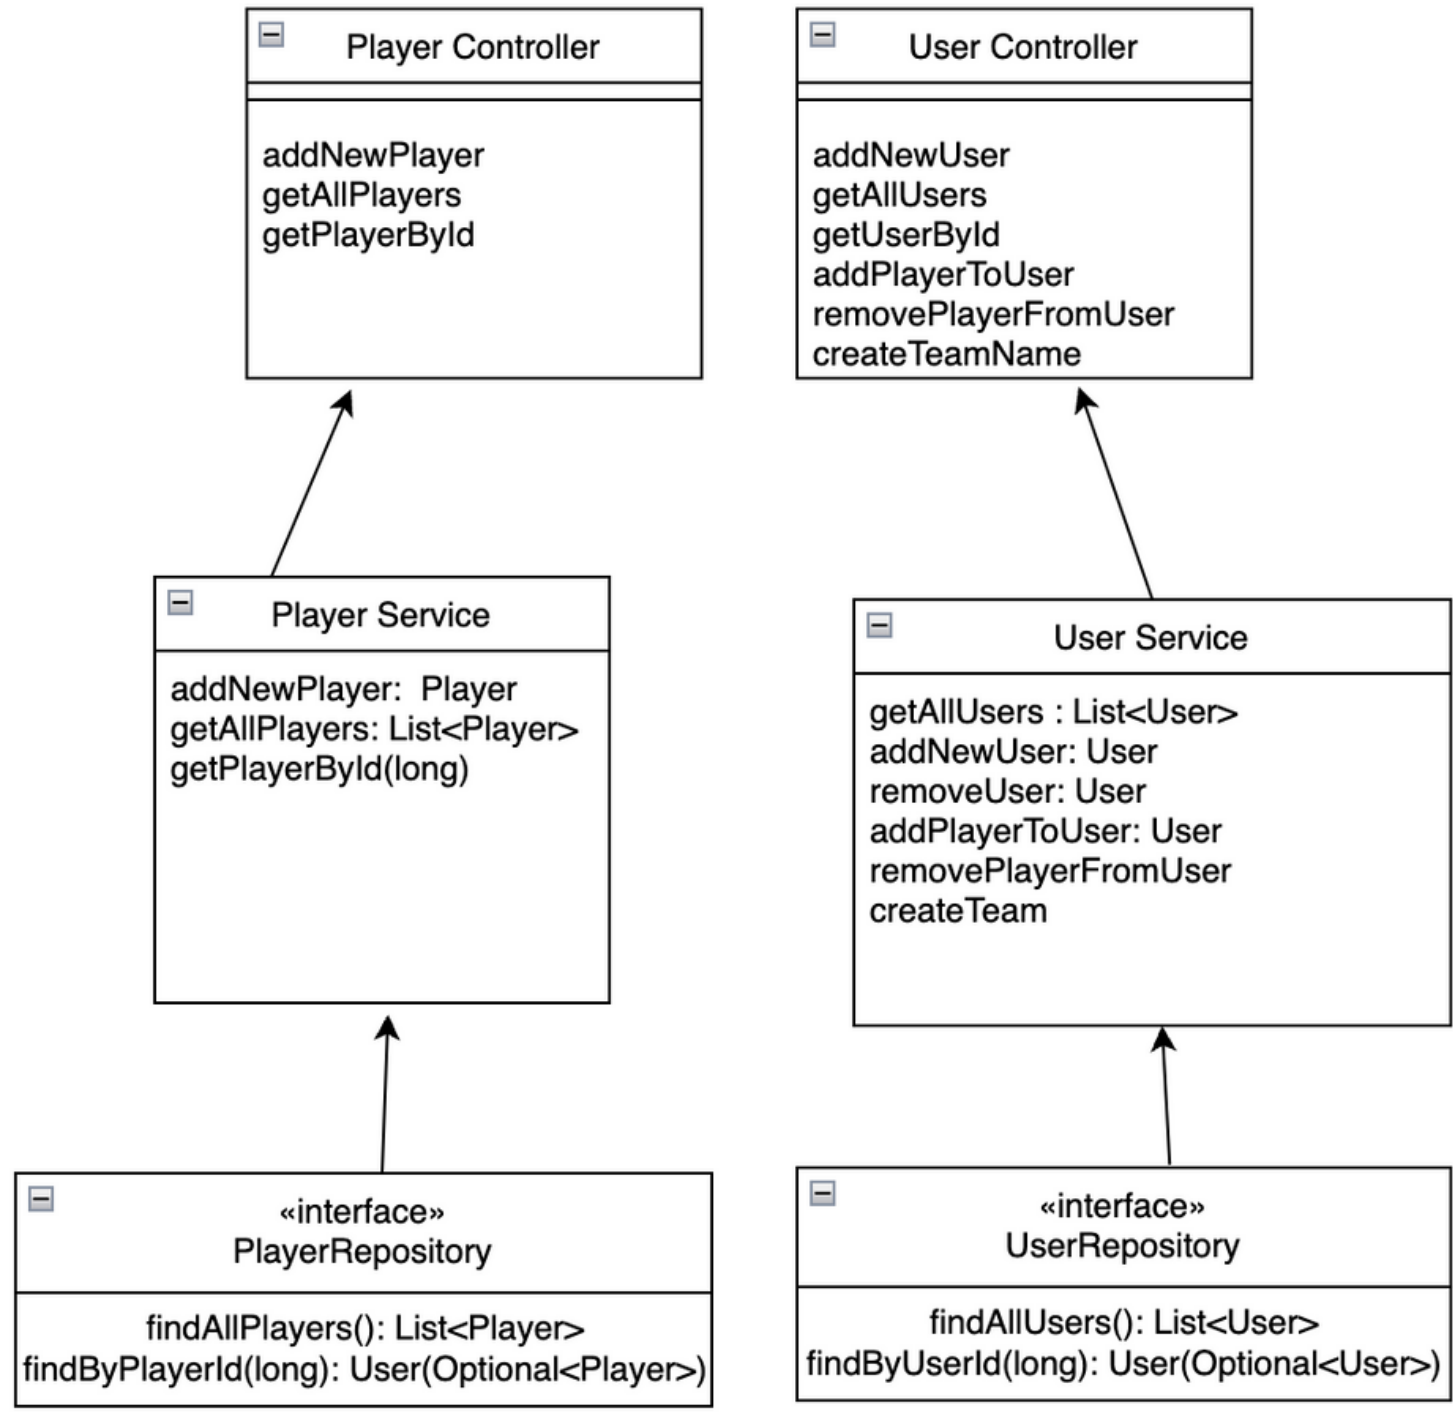 Player Controller
addNewPlayer
getAllPlayers
getPlayerById
User Controller
addNewUser
getAllUsers
getUserById
addPlayerToUser
removePlayerFromUser
createTeamName
Player Service
addNewPlayer:  Player
getAllPlayers: List<Player>
getPlayerById(long)
User Service
getAllUsers : List<User>
addNewUser: User
removeUser: User
addPlayerToUser: User
removePlayerFromUser
createTeam
«interface»
PlayerRepository
findAllPlayers(): List<Player>
findByPlayerId(long): User(Optional<Player>)
«interface»
UserRepository
findAllUsers(): List<User>
findByUserId(long): User(Optional<User>)